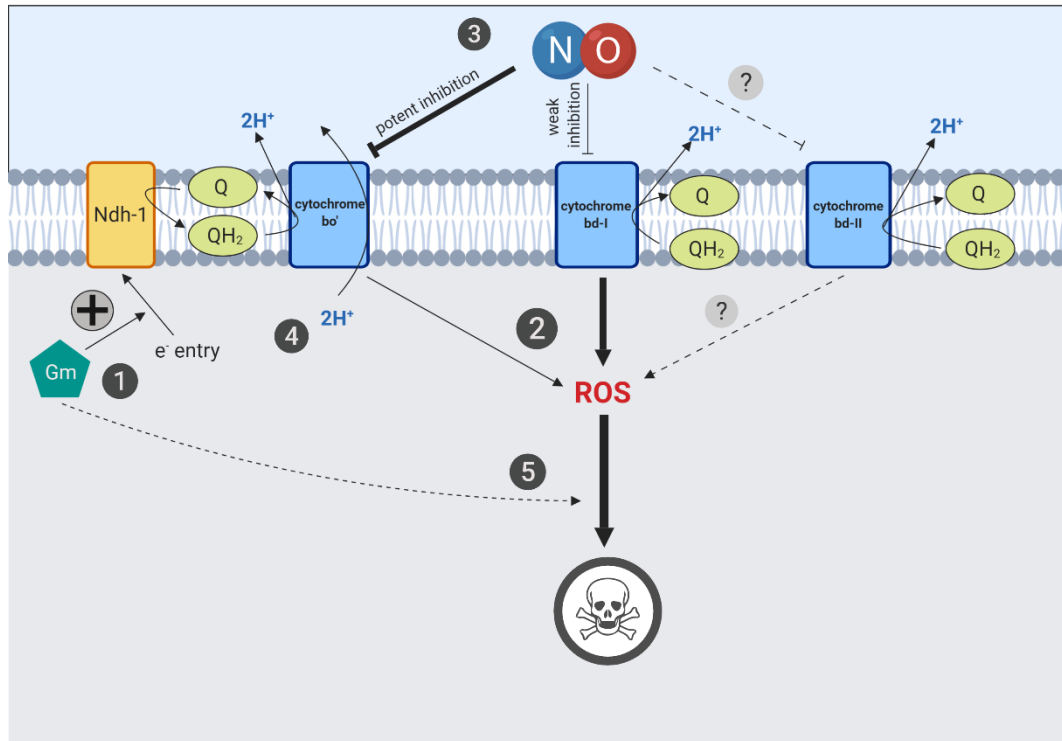 3
N O
?
potent inhibition
weak
inhibition
2H⁺
2H⁺
2H⁺
Ndh-1
Q
QH₂
cytochrome
bo'
cytochrome
bd-I
Q
QH₂
cytochrome
bd-II
Q
QH₂
+
4
2H⁺
2
?
e⁻ entry
Gm
1
ROS
5